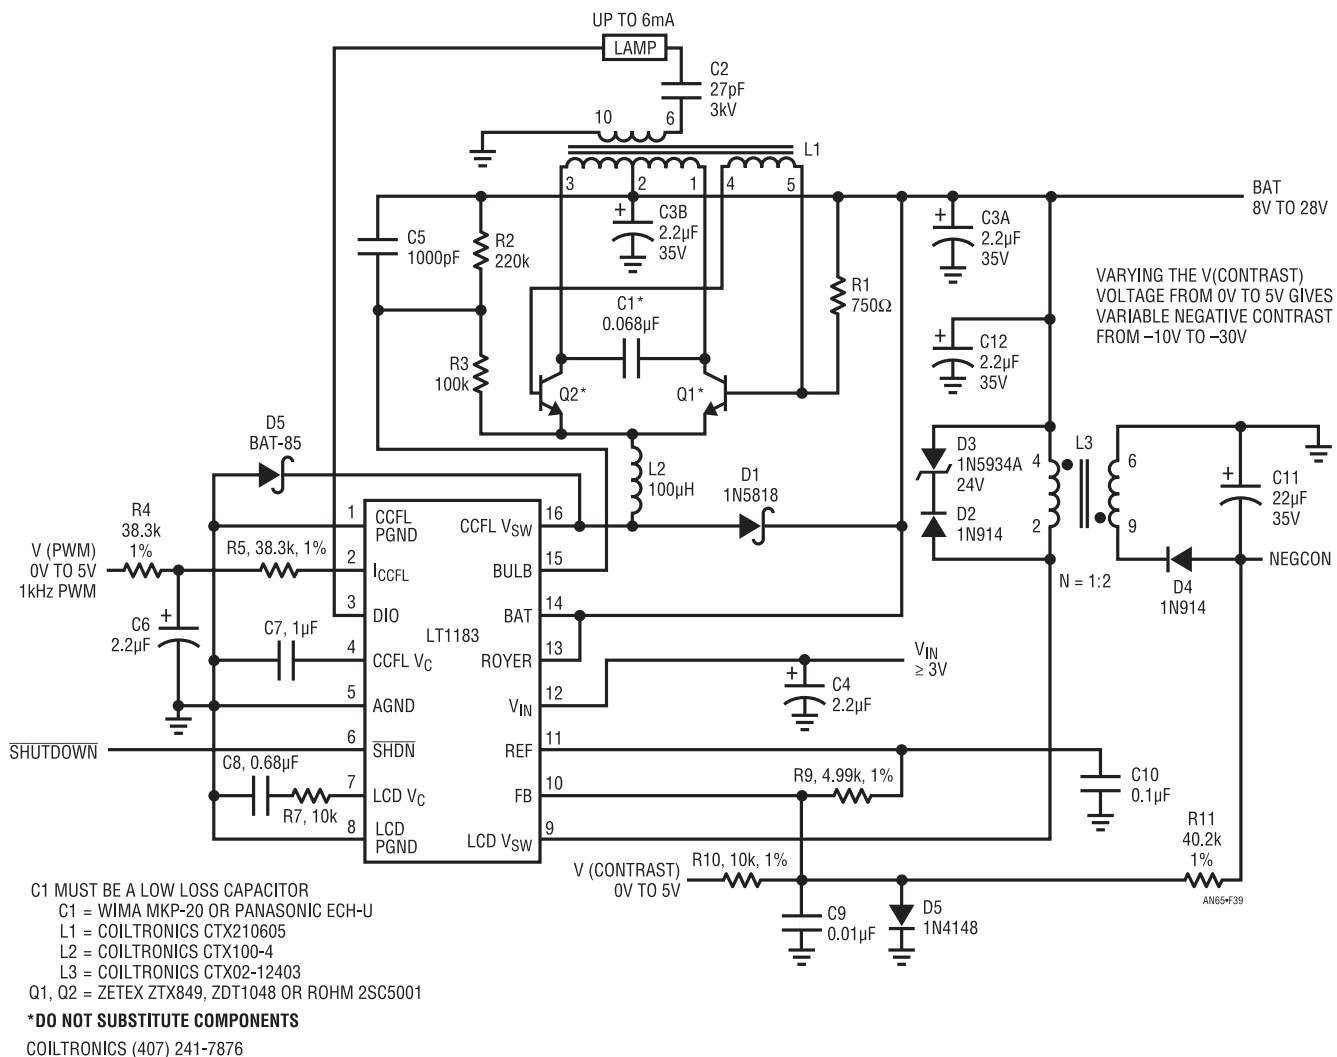 UP TO 6mA
LAMP
C2
27pF
3kV
10
6
L1
3
2
1
4
5
BAT
8V TO 28V
C5
1000pF
R2
220k
+
C3B
2.2µF
35V
C1*
0.068µF
R1
750Ω
+
C3A
2.2µF
35V
VARYING THE V(CONTRAST)
VOLTAGE FROM 0V TO 5V GIVES
VARIABLE NEGATIVE CONTRAST
FROM –10V TO –30V
+
C12
2.2µF
35V
R3
100k
Q2*
Q1*
D5
BAT-85
L2
100µH
D1
1N5818
D3
1N5934A
24V
D2
1N914
4
2
L3
6
9
N = 1:2
+
C11
22µF
35V
D4
1N914
NEGCON
V (PWM)
0V TO 5V
1kHz PWM
R4
38.3k
1%
R5, 38.3k, 1%
+
C6
2.2µF
C7, 1µF
SHUTDOWN
C8, 0.68µF
R7, 10k
LT1183
1
CCFL
PGND
2
ICCFL
3
DIO
4
CCFL VC
5
AGND
6
SHDN
7
LCD VC
8
LCD
PGND
16
CCFL VSW
15
BULB
14
BAT
13
ROYER
12
VIN
11
REF
10
FB
9
LCD VSW
VIN
≥ 3V
+
C4
2.2µF
R9, 4.99k, 1%
C10
0.1µF
V (CONTRAST)
0V TO 5V
R10, 10k, 1%
R11
40.2k
1%
C9
0.01µF
D5
1N4148
AN65•F39
C1 MUST BE A LOW LOSS CAPACITOR
C1 = WIMA MKP-20 OR PANASONIC ECH-U
L1 = COILTRONICS CTX210605
L2 = COILTRONICS CTX100-4
L3 = COILTRONICS CTX02-12403
Q1, Q2 = ZETEX ZTX849, ZDT1048 OR ROHM 2SC5001
*DO NOT SUBSTITUTE COMPONENTS
COILTRONICS (407) 241-7876